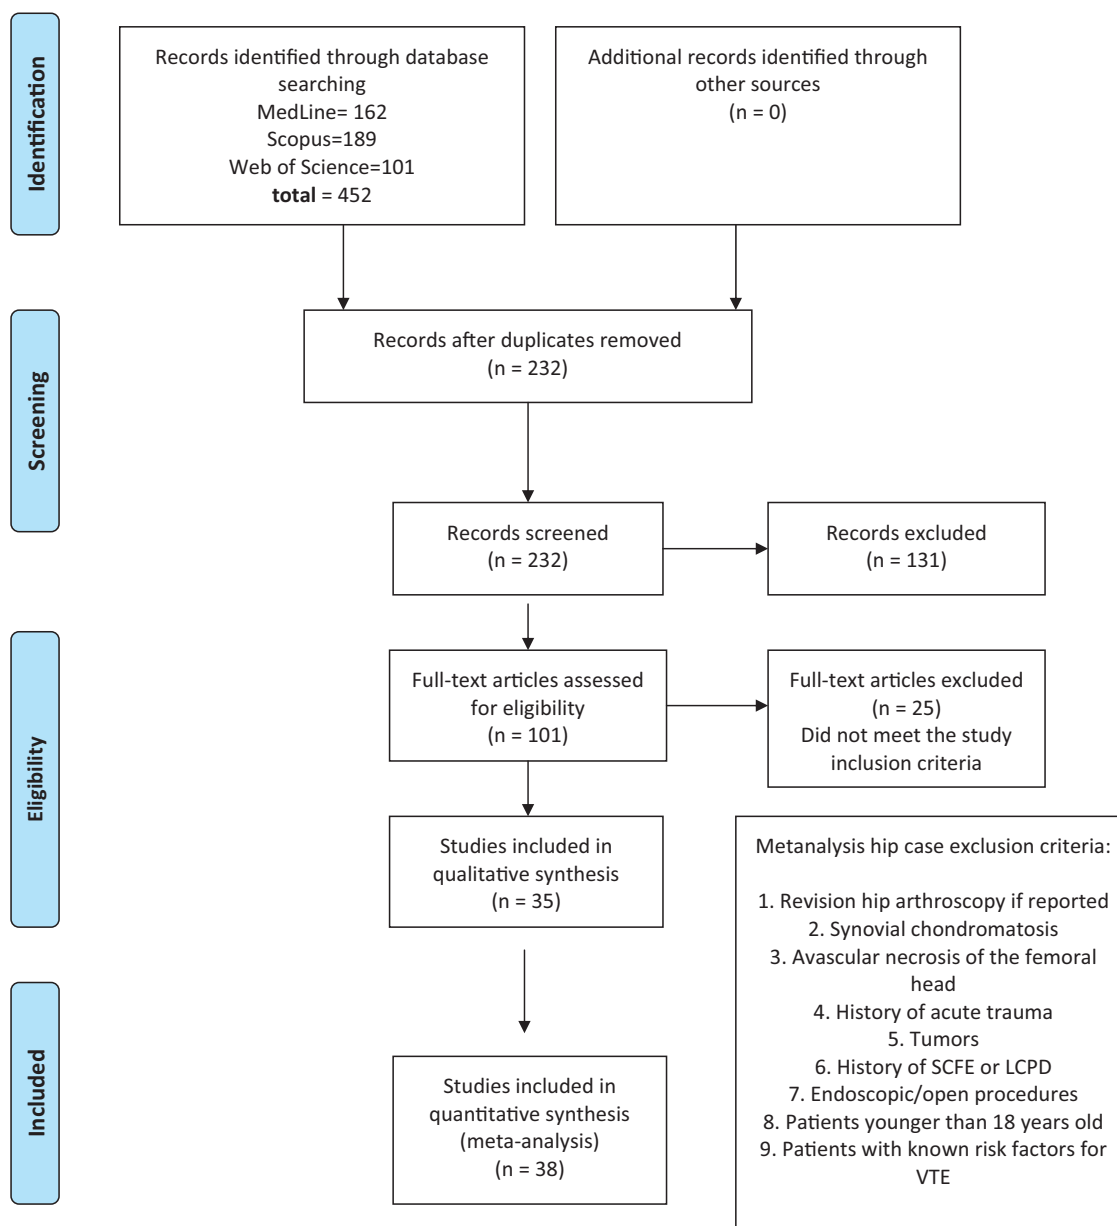 Identification
Records identified through database
searching
MedLine= 162
Scopus=189
Web of Science=101
total = 452
Additional records identified through
other sources
(n = 0)
Screening
Records after duplicates removed
(n = 232)
Records screened
(n = 232)
Records excluded
(n = 131)
Eligibility
Full-text articles assessed
for eligibility
(n = 101)
Full-text articles excluded
(n = 25)
Did not meet the study
inclusion criteria
Studies included in
qualitative synthesis
(n = 35)
Metanalysis hip case exclusion criteria:
1. Revision hip arthroscopy if reported
2. Synovial chondromatosis
3. Avascular necrosis of the femoral
head
4. History of acute trauma
5. Tumors
6. History of SCFE or LCPD
7. Endoscopic/open procedures
8. Patients younger than 18 years old
9. Patients with known risk factors for
VTE
Included
Studies included in
quantitative synthesis
(meta-analysis)
(n = 38)